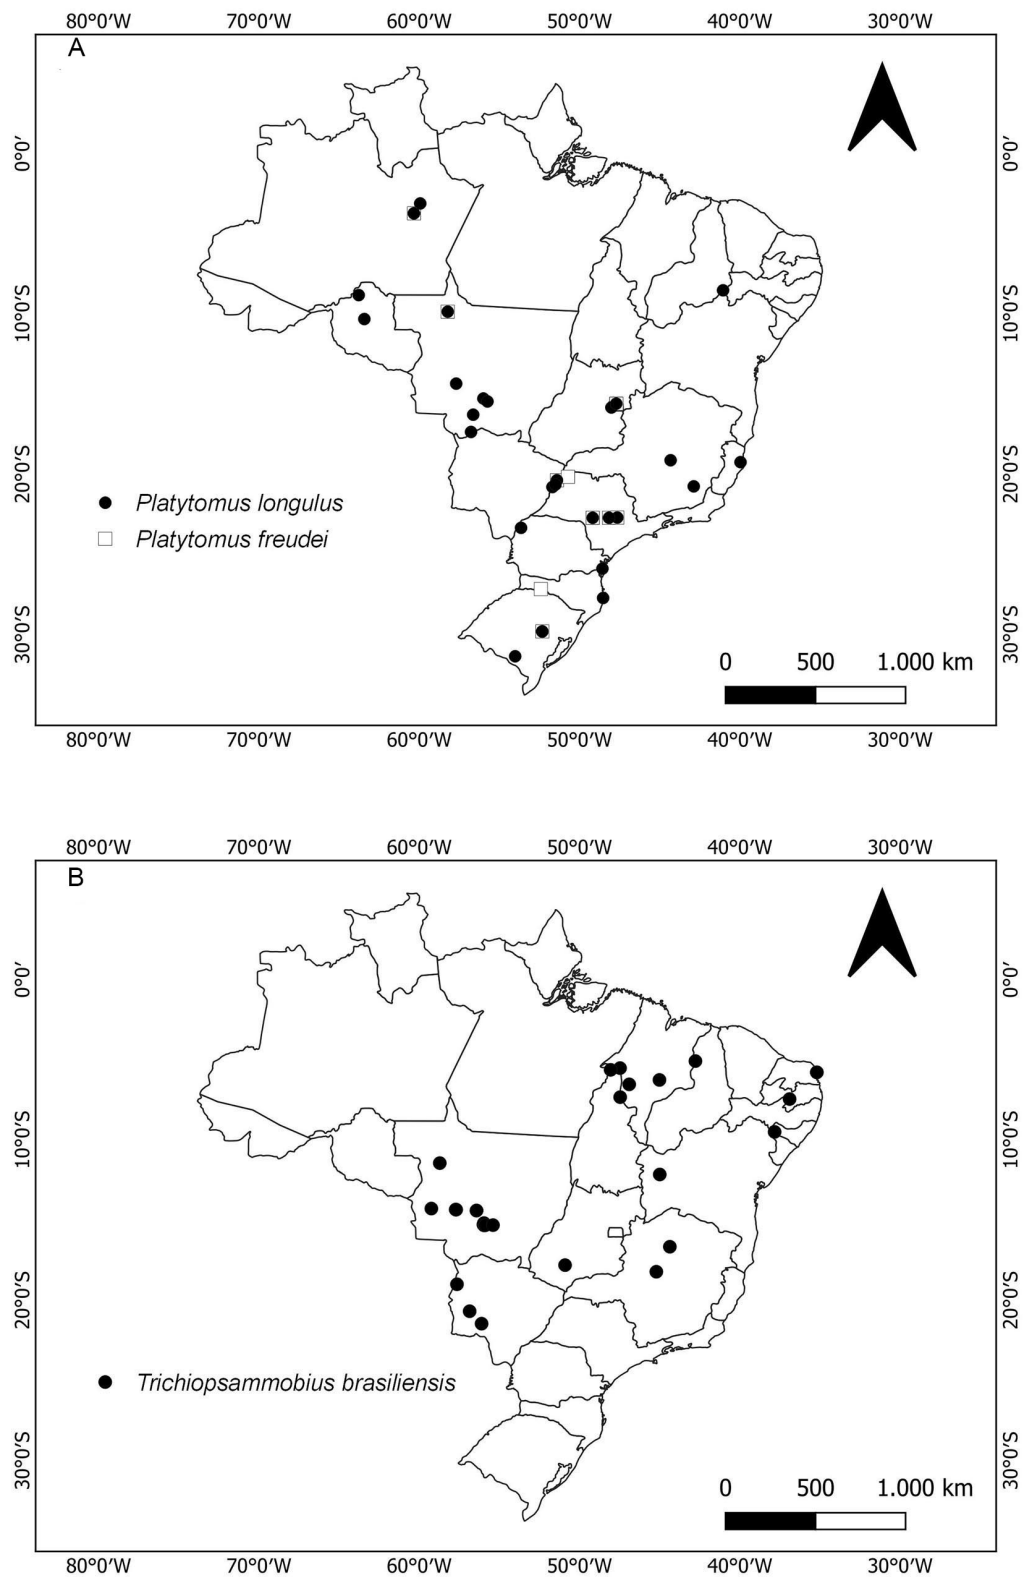 80°0′W 70°0′W 60°0′W 50°0′W 40°0′W 30°0′W
A
0°0′ 0°0′
10°0′S 10°0′S
20°0′S 20°0′S
Platytomus longulus
Platytomus freudei
30°0′S 30°0′S
0 500 1.000 km
80°0′W 70°0′W 60°0′W 50°0′W 40°0′W 30°0′W
80°0′W 70°0′W 60°0′W 50°0′W 40°0′W 30°0′W
B
0°0′ 0°0′
10°0′S 10°0′S
20°0′S 20°0′S
Trichiopsammobius brasiliensis
30°0′S 30°0′S
0 500 1.000 km
80°0′W 70°0′W 60°0′W 50°0′W 40°0′W 30°0′W